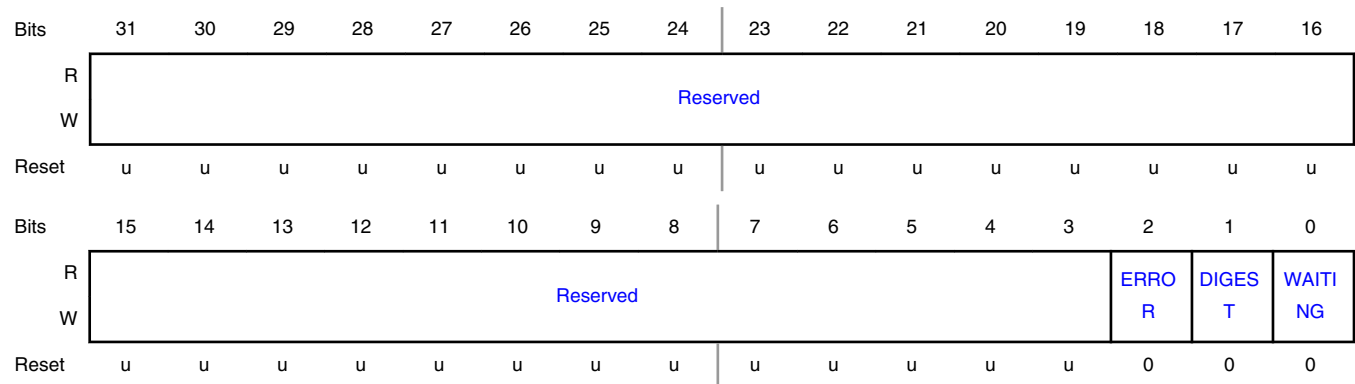 Bits 31 30 29 28 27 26 25 24 23 22 21 20 19 18 17 16
R
Reserved
W
Reset u u u u u u u u u u u u u u u u
Bits 15 14 13 12 11 10 9 8 7 6 5 4 3 2 1 0
R
Reserved
ERRO
R
DIGES
T
WAITI
NG
W
Reset u u u u u u u u u u u u u 0 0 0